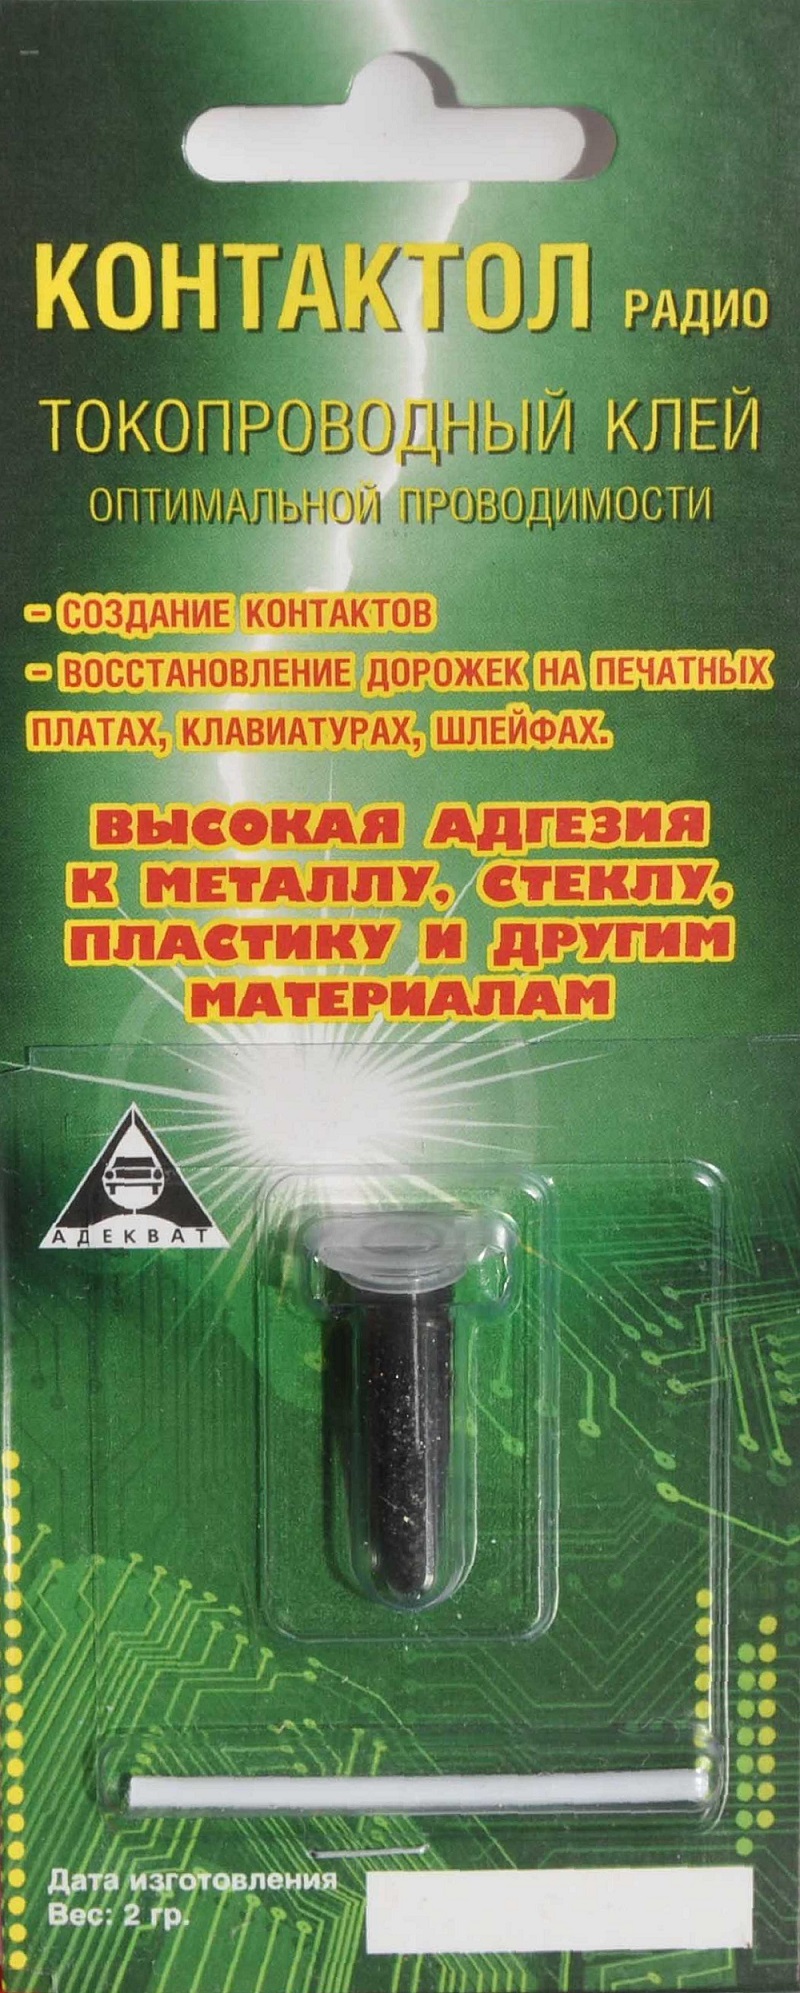 КОНТАКТОЛ РАДИО
ТОКОПРОВОДНЫЙ КЛЕЙ
ОПТИМАЛЬНОЙ ПРОВОДИМОСТИ
- СОЗДАНИЕ КОНТАКТОВ
- ВОССТАНОВЛЕНИЕ ДОРОЖЕК НА ПЕЧАТНЫХ
ПЛАТАХ, КЛАВИАТУРАХ, ШЛЕЙФАХ.
ВЫСОКАЯ АДГЕЗИЯ
К МЕТАЛЛУ, СТЕКЛУ,
ПЛАСТИКУ И ДРУГИМ
МАТЕРИАЛАМ
АДЕКВАТ
Дата изготовления
Вес: 2 гр.